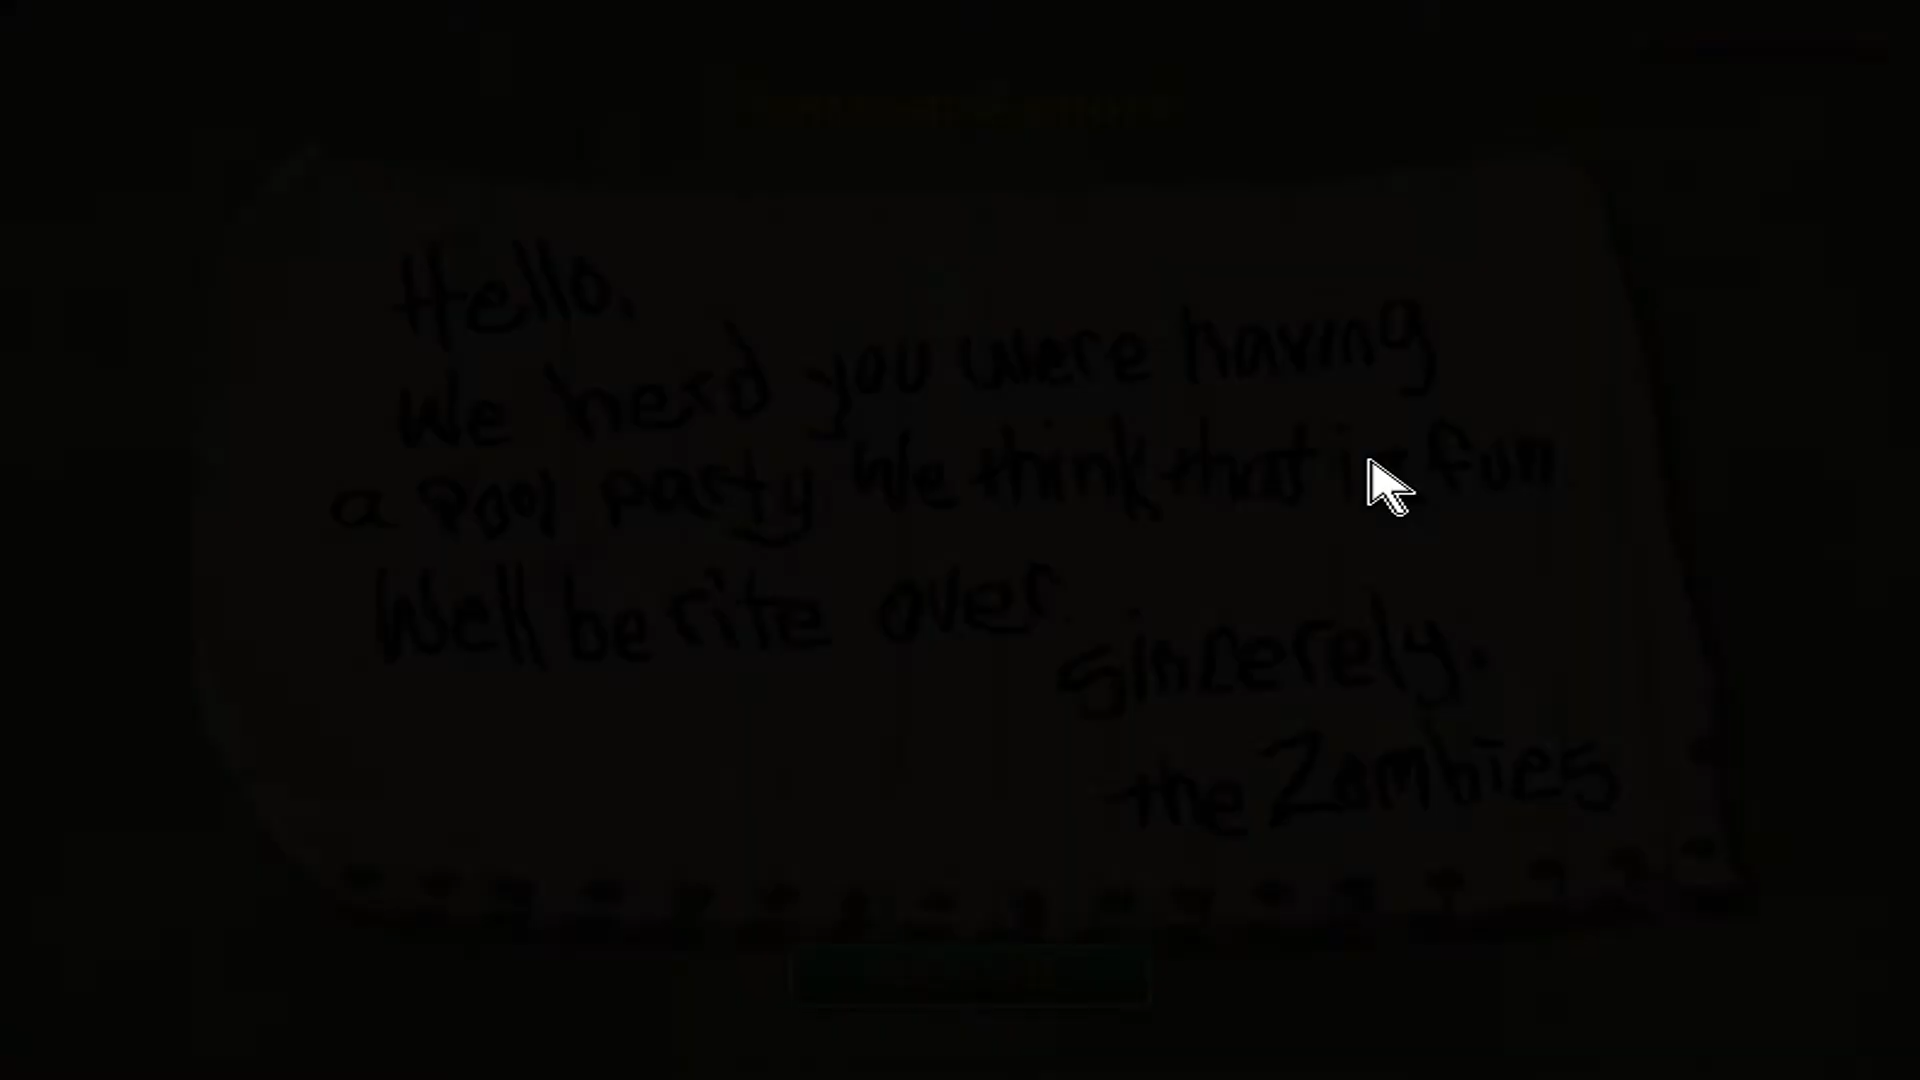 Hello,
We herd you were having
a pool party. We think that is fun
Well be rite over.
sincerely,
the Zombies